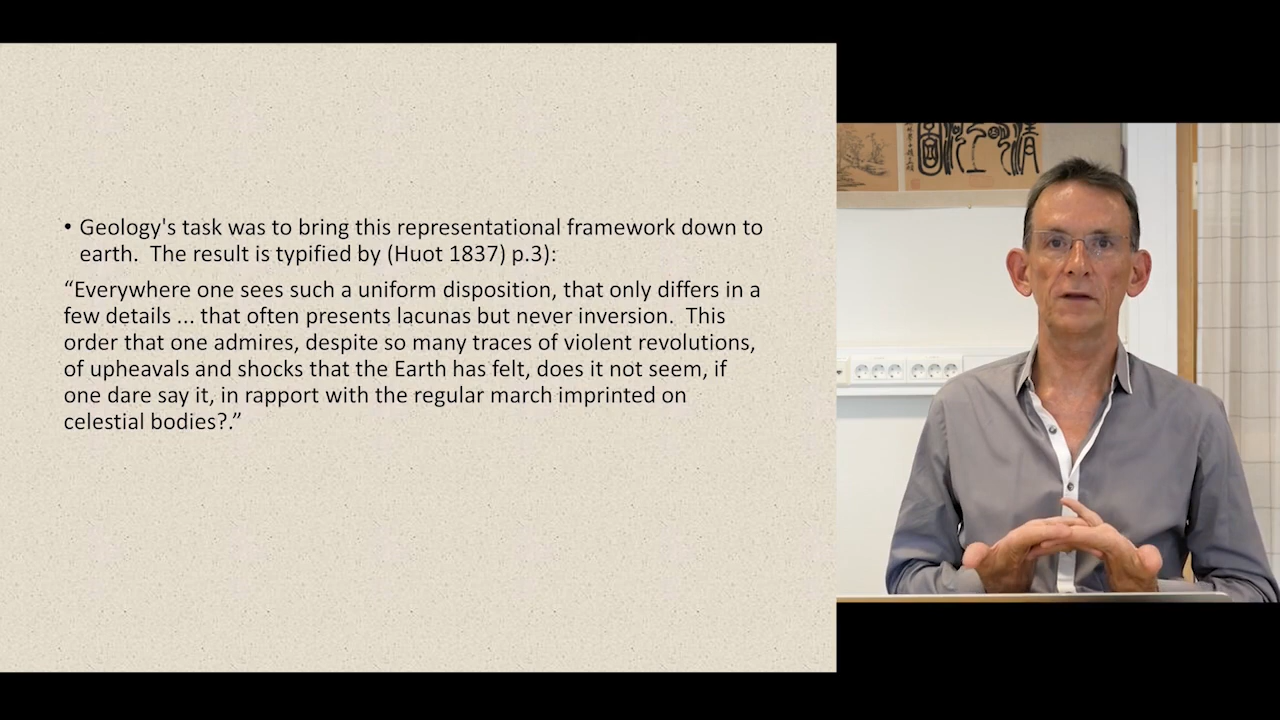 • Geology's task was to bring this representational framework down to
earth.  The result is typified by (Huot 1837) p.3):
“Everywhere one sees such a uniform disposition, that only differs in a
few details ... that often presents lacunas but never inversion.  This
order that one admires, despite so many traces of violent revolutions,
of upheavals and shocks that the Earth has felt, does it not seem, if
one dare say it, in rapport with the regular march imprinted on
celestial bodies?.”